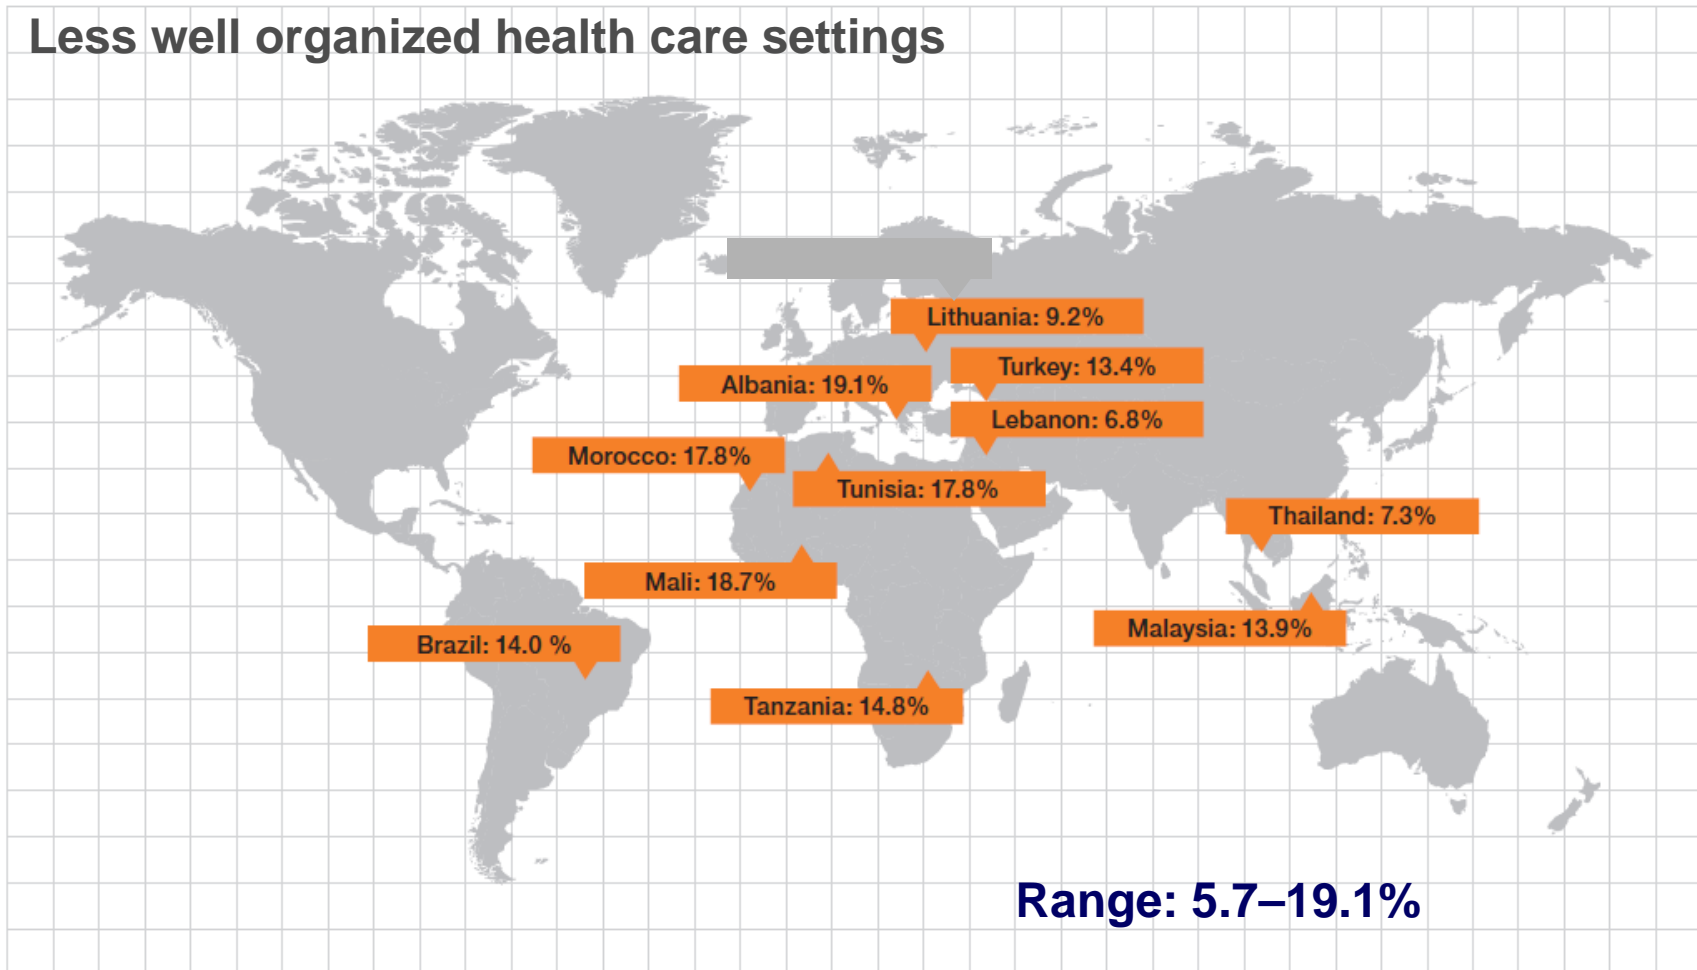 Less well organized health care settings
Lithuania: 9.2%
Turkey: 13.4%
Albania: 19.1%
Lebanon: 6.8%
Morocco: 17.8%
Tunisia: 17.8%
Thailand: 7.3%
Mali: 18.7%
Malaysia: 13.9%
Brazil: 14.0 %
Tanzania: 14.8%
Range: 5.7–19.1%